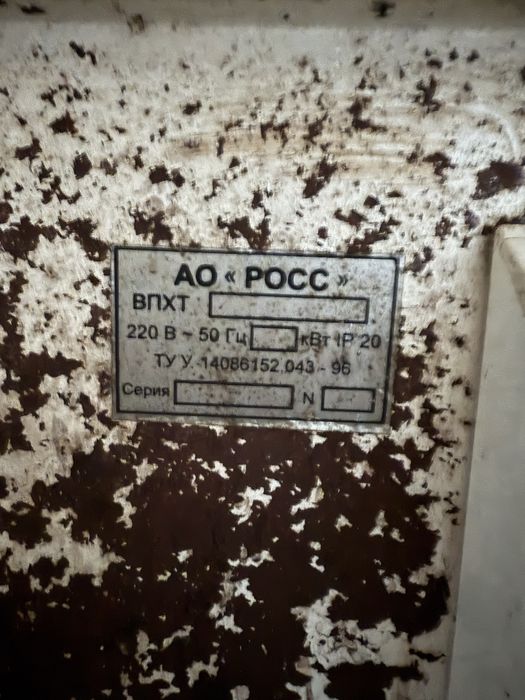 АО « РОСС »
ВПХТ
220 В ~ 50 Гц кВт IP 20
ТУ У 14086152.043 - 96
Серия N